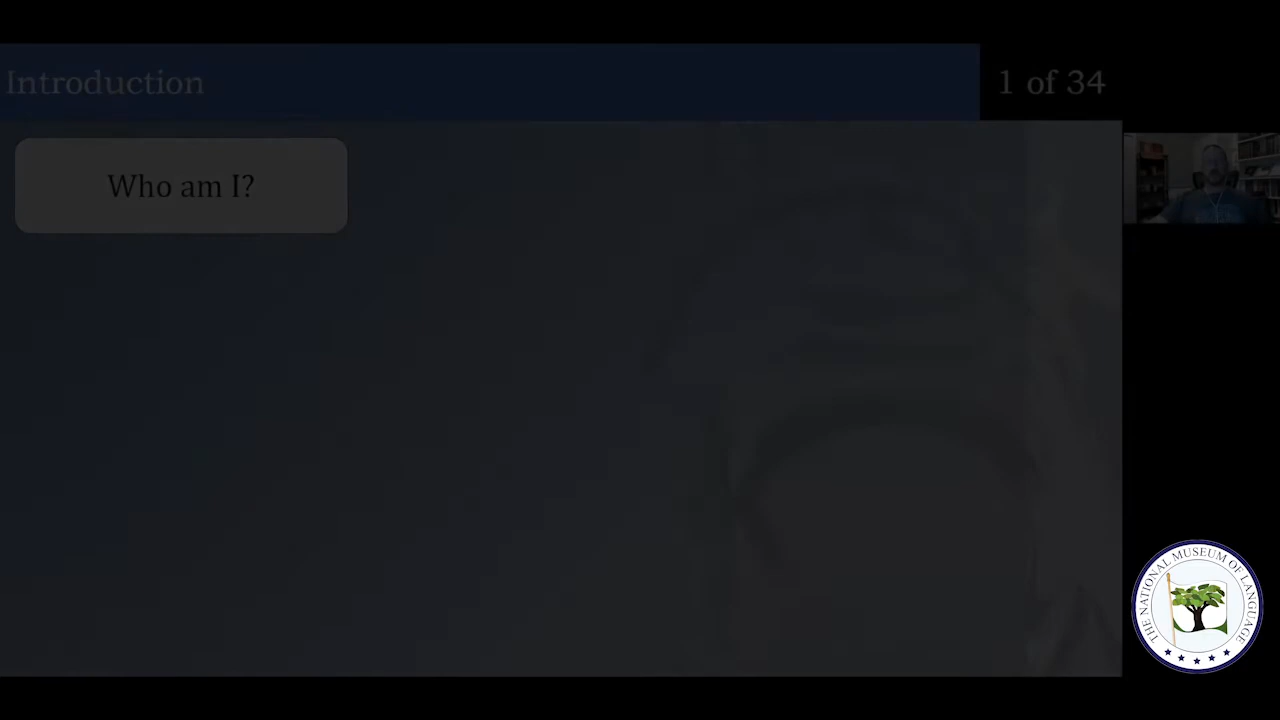 Introduction
1 of 34
Who am I?
THE NATIONAL MUSEUM OF LANGUAGE